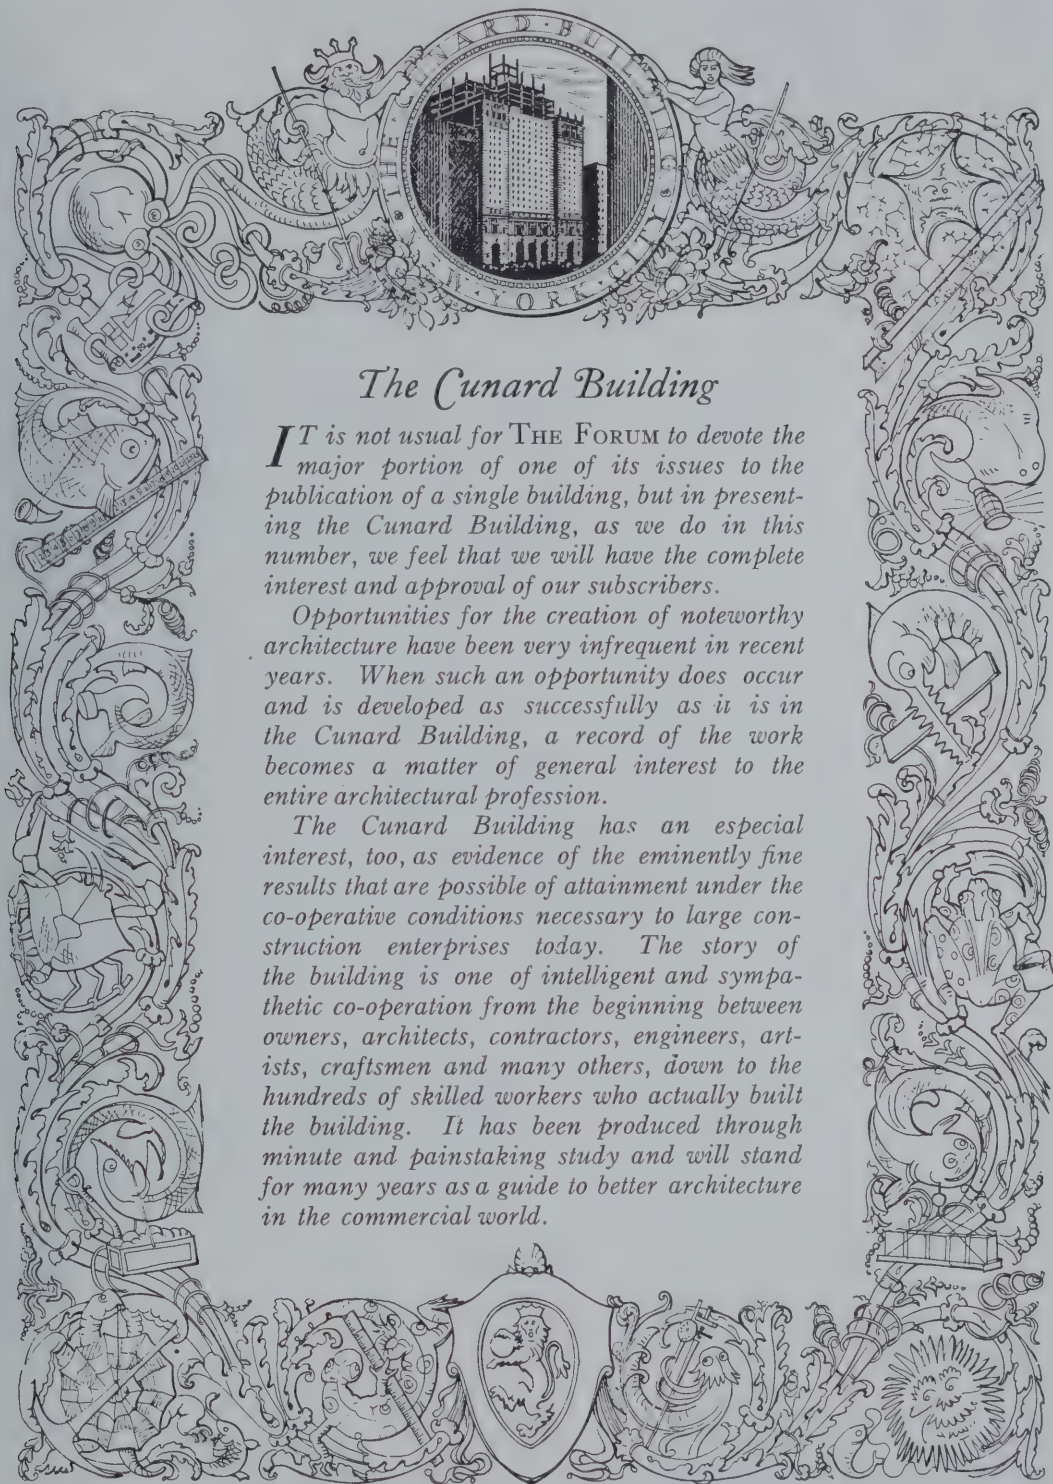 THE · CUNARD · BUILDING · NEW · YORK · CITY
The Cunard Building
IT is not usual for THE FORUM to devote the
major portion of one of its issues to the
publication of a single building, but in present-
ing the Cunard Building, as we do in this
number, we feel that we will have the complete
interest and approval of our subscribers.
Opportunities for the creation of noteworthy
architecture have been very infrequent in recent
years. When such an opportunity does occur
and is developed as successfully as it is in
the Cunard Building, a record of the work
becomes a matter of general interest to the
entire architectural profession.
The Cunard Building has an especial
interest, too, as evidence of the eminently fine
results that are possible of attainment under the
co-operative conditions necessary to large con-
struction enterprises today. The story of
the building is one of intelligent and sympa-
thetic co-operation from the beginning between
owners, architects, contractors, engineers, art-
ists, craftsmen and many others, down to the
hundreds of skilled workers who actually built
the building. It has been produced through
minute and painstaking study and will stand
for many years as a guide to better architecture
in the commercial world.